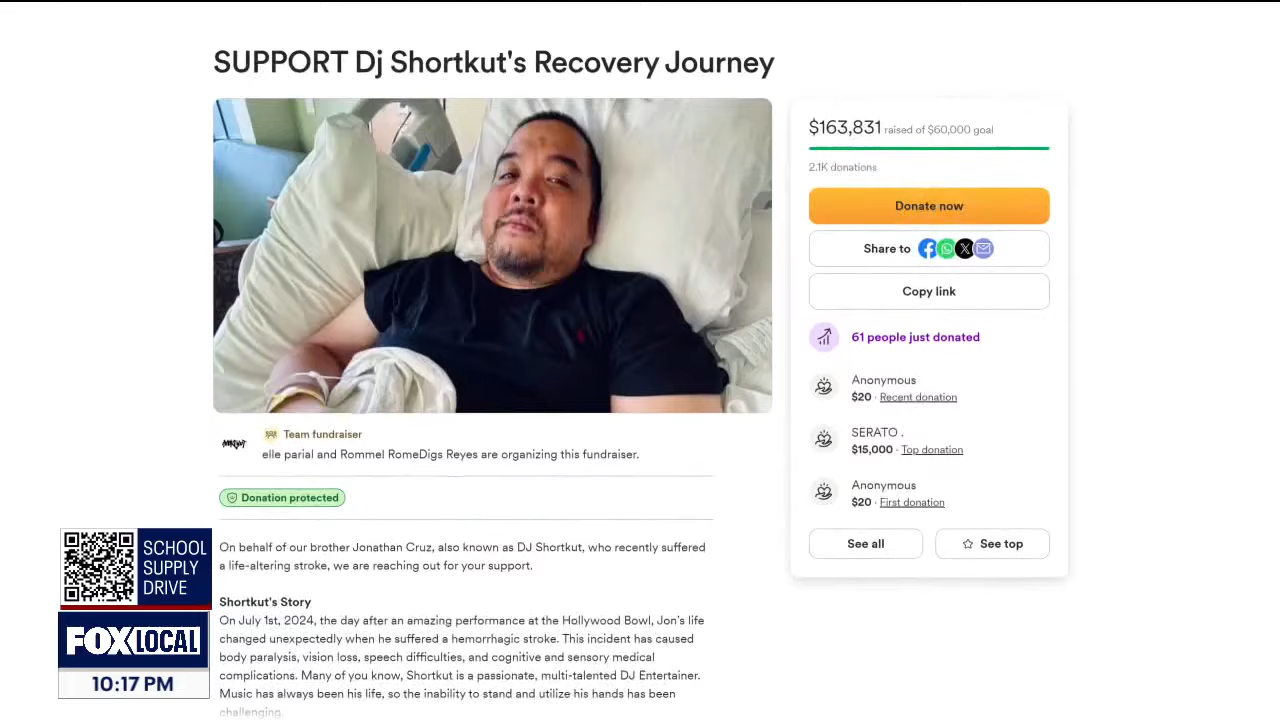 SUPPORT Dj Shortkut's Recovery Journey
$163,831 raised of $60,000 goal
2.1K donations
Donate now
Share to
Copy link
61 people just donated
Anonymous
$20 · Recent donation
SERATO .
$15,000 · Top donation
Anonymous
$20 · First donation
See all
See top
Team fundraiser
elle parial and Rommel RomeDigs Reyes are organizing this fundraiser.
Donation protected
On behalf of our brother Jonathan Cruz, also known as DJ Shortkut, who recently suffered
a life-altering stroke, we are reaching out for your support.
Shortkut's Story
On July 1st, 2024, the day after an amazing performance at the Hollywood Bowl, Jon's life
changed unexpectedly when he suffered a hemorrhagic stroke. This incident has caused
body paralysis, vision loss, speech difficulties, and cognitive and sensory medical
complications. Many of you know, Shortkut is a passionate, multi-talented DJ Entertainer.
Music has always been his life, so the inability to stand and utilize his hands has been
challenging.
SCHOOL
SUPPLY
DRIVE
FOX LOCAL
10:17 PM